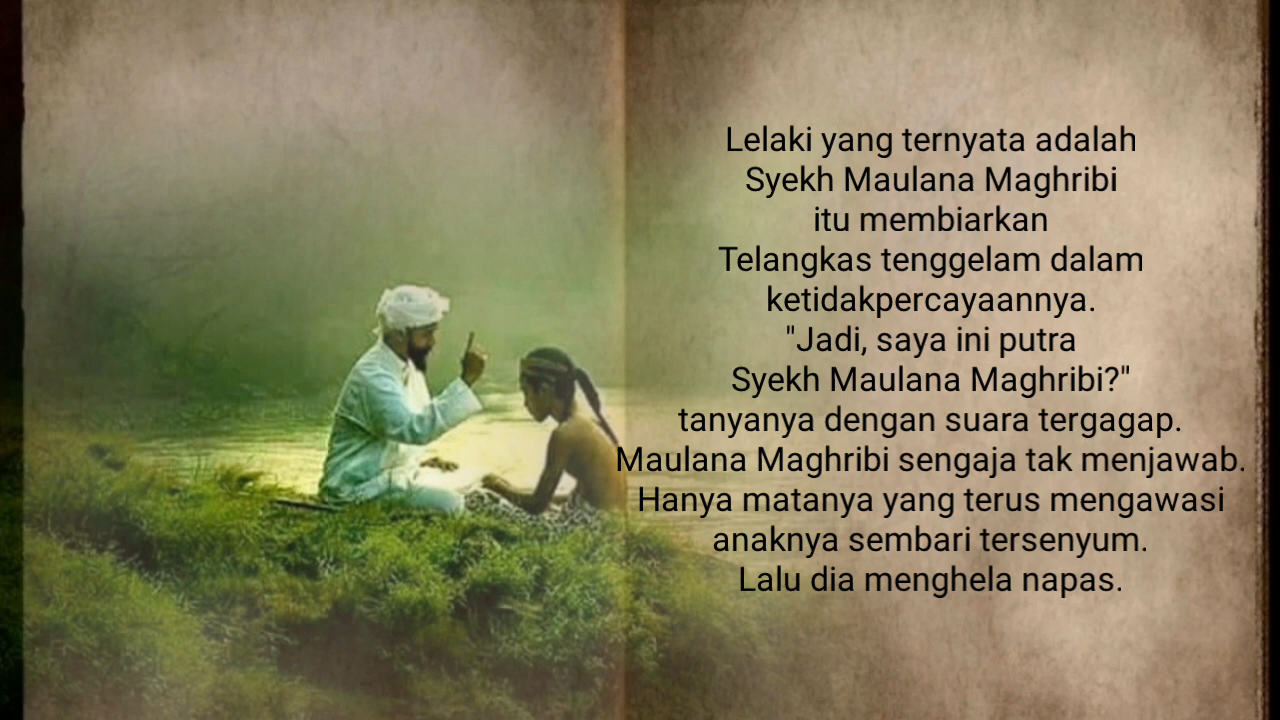 Lelaki yang ternyata adalah
Syekh Maulana Maghribi
itu membiarkan
Telangkas tenggelam dalam
ketidakpercayaannya.
"Jadi, saya ini putra
Syekh Maulana Maghribi?"
tanyanya dengan suara tergagap.
Maulana Maghribi sengaja tak menjawab.
Hanya matanya yang terus mengawasi
anaknya sembari tersenyum.
Lalu dia menghela napas.